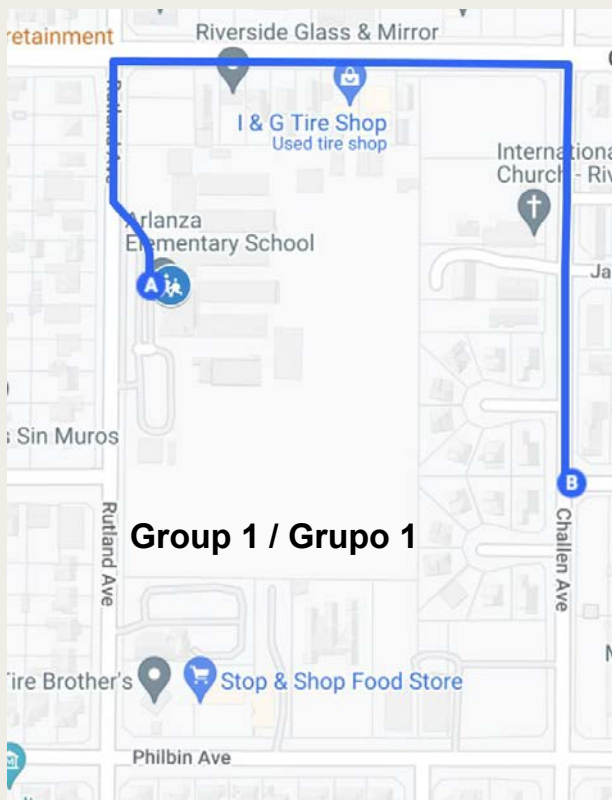 retainment
Riverside Glass & Mirror
Rutland Ave
I & G Tire Shop
Used tire shop
Internationa
Church - Riv
Arlanza
Elementary School
A
Ja
s Sin Muros
B
Rutland Ave
Group 1 / Grupo 1
Challen Ave
Tire Brother's
Stop & Shop Food Store
Philbin Ave